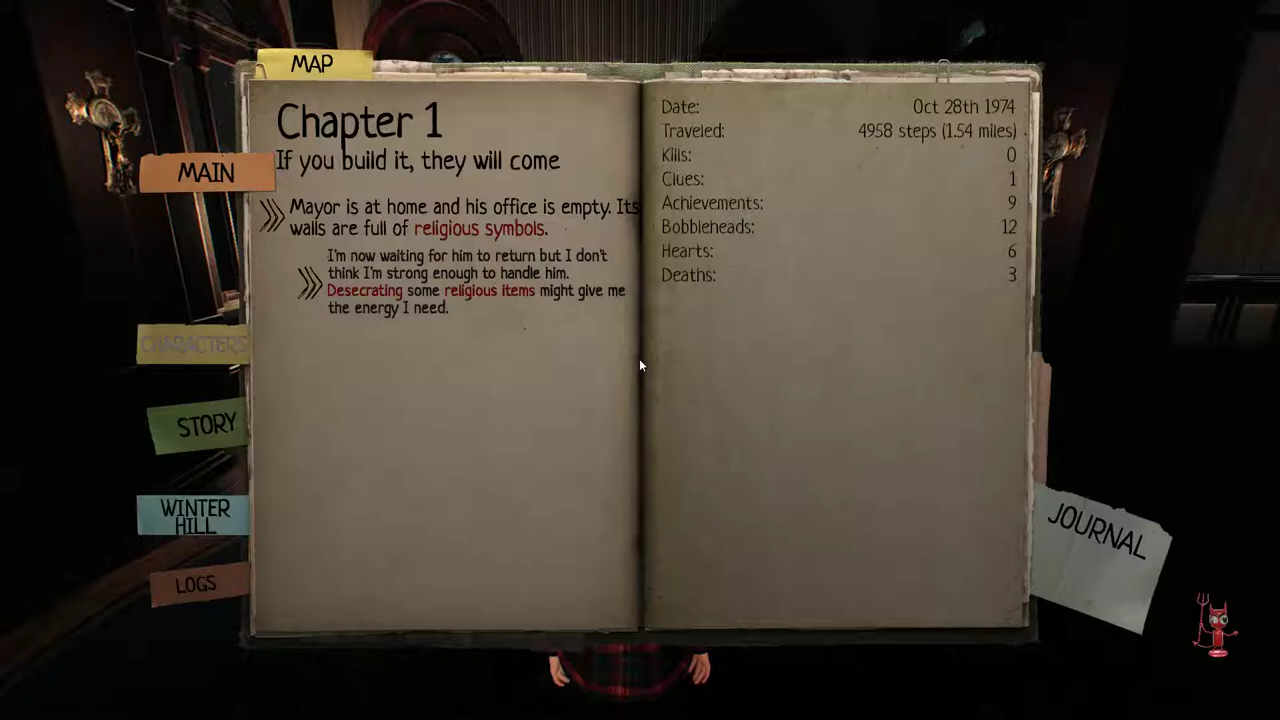 MAP
Chapter 1
If you build it, they will come
Mayor is at home and his office is empty. Its
walls are full of religious symbols.
I'm now waiting for him to return but I don't
think I'm strong enough to handle him.
Desecrating some religious items might give me
the energy I need.
Date: Oct 28th 1974
Traveled: 4958 steps (1.54 miles)
Kills: 0
Clues: 1
Achievements: 9
Bobbleheads: 12
Hearts: 6
Deaths: 3
MAIN
CHARACTERS
STORY
WINTER
HILL
LOGS
JOURNAL